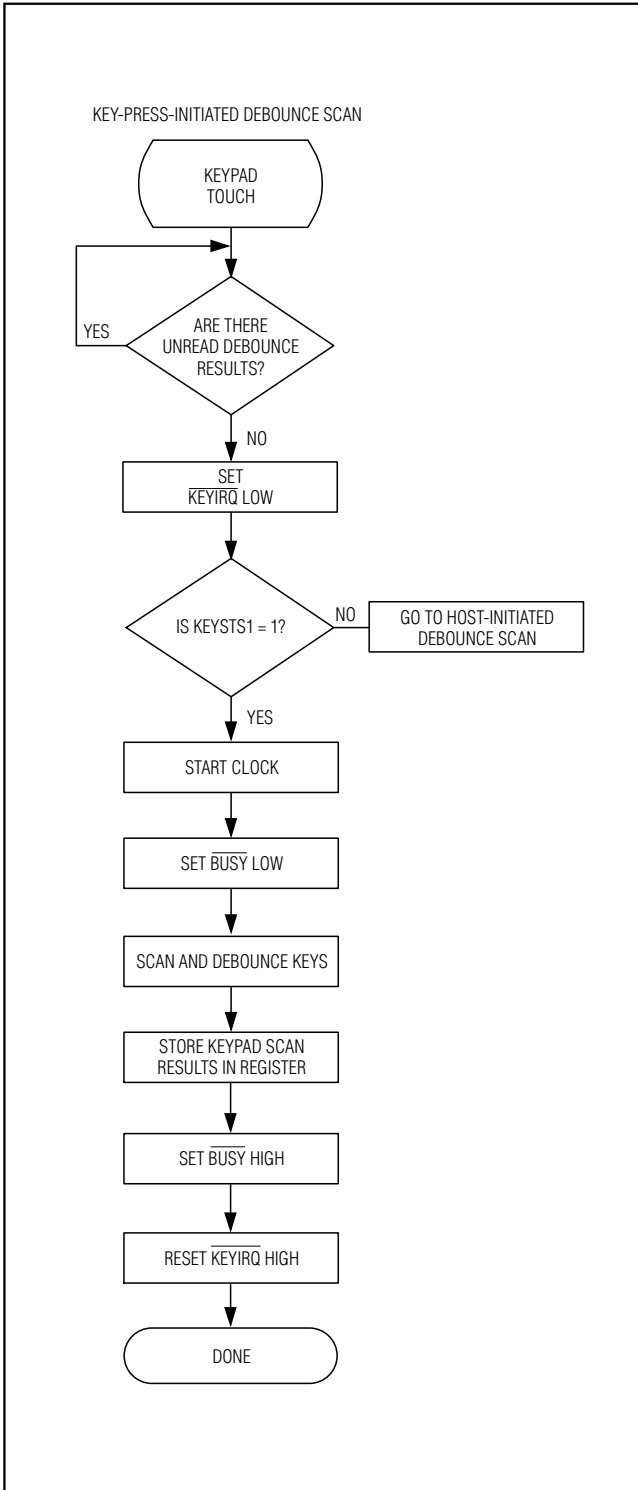 KEY-PRESS-INITIATED DEBOUNCE SCAN
KEYPAD
TOUCH
YES
ARE THERE
UNREAD DEBOUNCE
RESULTS?
NO
SET
KEYIRQ LOW
IS KEYSTS1 = 1?
NO
GO TO HOST-INITIATED
DEBOUNCE SCAN
YES
START CLOCK
SET BUSY LOW
SCAN AND DEBOUNCE KEYS
STORE KEYPAD SCAN
RESULTS IN REGISTER
SET BUSY HIGH
RESET KEYIRQ HIGH
DONE